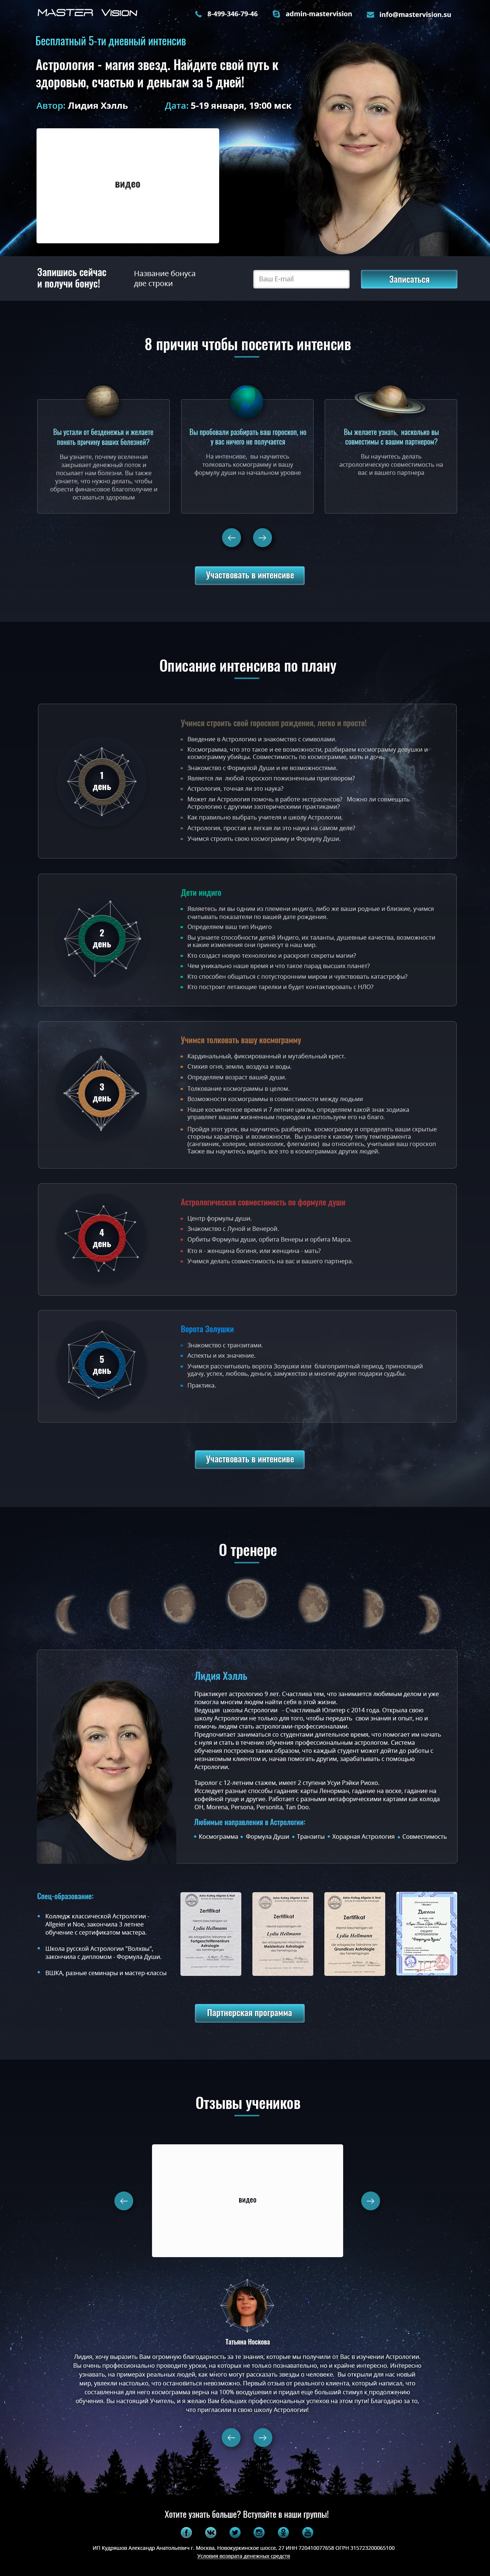 MASTER VISION
8-499-346-79-46
admin-mastervision
info@mastervision.su
Бесплатный 5-ти дневный интенсив
Астрология - магия звезд. Найдите свой путь к
здоровью, счастью и деньгам за 5 дней!
Автор: Лидия Хэлль
Дата: 5-19 января, 19:00 мск
видео
Запишись сейчас
и получи бонус!
Название бонуса
две строки
Ваш E-mail
Записаться
8 причин чтобы посетить интенсив
Вы устали от безденежья и желаете
понять причину ваших болезней?
Вы узнаете, почему вселенная
закрывает денежный поток и
посылает нам болезни. Вы также
узнаете, что нужно делать, чтобы
обрести финансовое благополучие и
оставаться здоровым
Вы пробовали разбирать ваш гороскоп, но
у вас ничего не получается
На интенсиве, вы научитесь
толковать космограмму и вашу
формулу души на начальном уровне
Вы желаете узнать, насколько вы
совместимы с вашим партнером?
Вы научитесь делать
астрологическую совместимость на
вас и вашего партнера
Участвовать в интенсиве
Описание интенсива по плану
1
день
Учимся строить свой гороскоп рождения, легко и просто!
Введение в Астрологию и знакомство с символами.
Космограмма, что это такое и ее возможности, разбираем космограмму девушки и
космограмму убийцы. Совместимость по космограмме, мать и дочь.
Знакомство с Формулой Души и ее возможностями.
Является ли любой гороскоп пожизненным приговором?
Астрология, точная ли это наука?
Может ли Астрология помочь в работе экстрасенсов? Можно ли совмещать
Астрологию с другими эзотерическими практиками?
Как правильно выбрать учителя и школу Астрологии.
Астрология, простая и легкая ли это наука на самом деле?
Учимся строить свою космограмму и Формулу Души.
2
день
Дети индиго
Являетесь ли вы одним из племени индиго, либо же ваши родные и близкие, учимся
считывать показатели по вашей дате рождения.
Определяем ваш тип Индиго
Вы узнаете способности детей Индиго, их таланты, душевные качества, возможности
и какие изменения они принесут в наш мир.
Кто создаст новую технологию и раскроет секреты магии?
Чем уникально наше время и что такое парад высших планет?
Кто способен общаться с потусторонним миром и чувствовать катастрофы?
Кто построит летающие тарелки и будет контактировать с НЛО?
3
день
Учимся толковать вашу космограмму
Кардинальный, фиксированный и мутабельный крест.
Стихия огня, земли, воздуха и воды.
Определяем возраст вашей души.
Толкование космограммы в целом.
Возможности космограммы в совместимости между людьми
Наше космическое время и 7 летние циклы, определяем какой знак зодиака
управляет вашим жизненным периодом и используем его на благо.
Пройдя этот урок, вы научитесь разбирать космограмму и определять ваши скрытые
стороны характера и возможности. Вы узнаете к какому типу темперамента
(сангвиник, холерик, меланхолик, флегматик) вы относитесь, учитывая ваш гороскоп
Также вы научитесь видеть все это в космограммах других людей.
4
день
Астрологическая совместимость по формуле души
Центр формулы души.
Знакомство с Луной и Венерой.
Орбиты Формулы души, орбита Венеры и орбита Марса.
Кто я - женщина богиня, или женщина - мать?
Учимся делать совместимость на вас и вашего партнера.
5
день
Ворота Золушки
Знакомство с транзитами.
Аспекты и их значение.
Учимся рассчитывать ворота Золушки или благоприятный период, приносящий
удачу, успех, любовь, деньги, замужество и многие другие подарки судьбы.
Практика.
Участвовать в интенсиве
О тренере
Лидия Хэлль
Практикует астрологию 9 лет. Счастлива тем, что занимается любимым делом и уже
помогла многим людям найти себя в этой жизни.
Ведущая школы Астрологии - Счастливый Юпитер с 2014 года. Открыла свою
школу Астрологии не только для того, чтобы передать свои знания и опыт, но и
помочь людям стать астрологами-профессионалами.
Предпочитает заниматься со студентами длительное время, что помогает им начать
с нуля и стать в течение обучения профессиональным астрологом. Система
обучения построена таким образом, что каждый студент может дойти до работы с
незнакомым клиентом и, начав помогать другим, зарабатывать с помощью
Астрологии.
Таролог с 12-летним стажем, имеет 2 ступени Усуи Рэйки Риохо.
Исследует разные способы гадания: карты Ленорман, гадание на воске, гадание на
кофейной гуще и другие. Работает с разными метафорическими картами как колода
OH, Morena, Persona, Personita, Tan Doo.
Любимые направления в Астрологии:
Космограмма
Формула Души
Транзиты
Хорарная Астрология
Совместимость
Спец-образование:
Колледж классической Астрологии -
Allgeier и Noe, закончила 3 летнее
обучение с сертификатом мастера.
Школа русской Астрологии "Волхвы",
закончила с дипломом - Формула Души.
ВШКА, разные семинары и мастер-классы
Zertifikat
Lydia Hellmann
Zertifikat
Lydia Hellmann
Zertifikat
Lydia Hellmann
Диплом
Партнерская программа
Отзывы учеников
видео
Татьяна Носкова
Лидия, хочу выразить Вам огромную благодарность за те знания, которые мы получили от Вас в изучении Астрологии.
Вы очень профессионально проводите уроки, на которых не только познавательно, но и крайне интересно. Интересно
узнавать, на примерах реальных людей, как много могут рассказать звезды о человеке. Вы открыли для нас новый
мир, увлекли настолько, что остановиться невозможно. Первый отзыв от реального клиента, который написал, что
составленная для него космограмма верна на 100% воодушевил и придал еще больший стимул к продолжению
обучения. Вы настоящий Учитель, и я желаю Вам больших профессиональных успехов на этом пути! Благодарю за то,
что пригласили в свою школу Астрологии!
Хотите узнать больше? Вступайте в наши группы!
ИП Кудряшов Александр Анатольевич г. Москва, Новокуркинское шоссе, 27 ИНН 720410077658 ОГРН 315723200065100
Условия возврата денежных средств